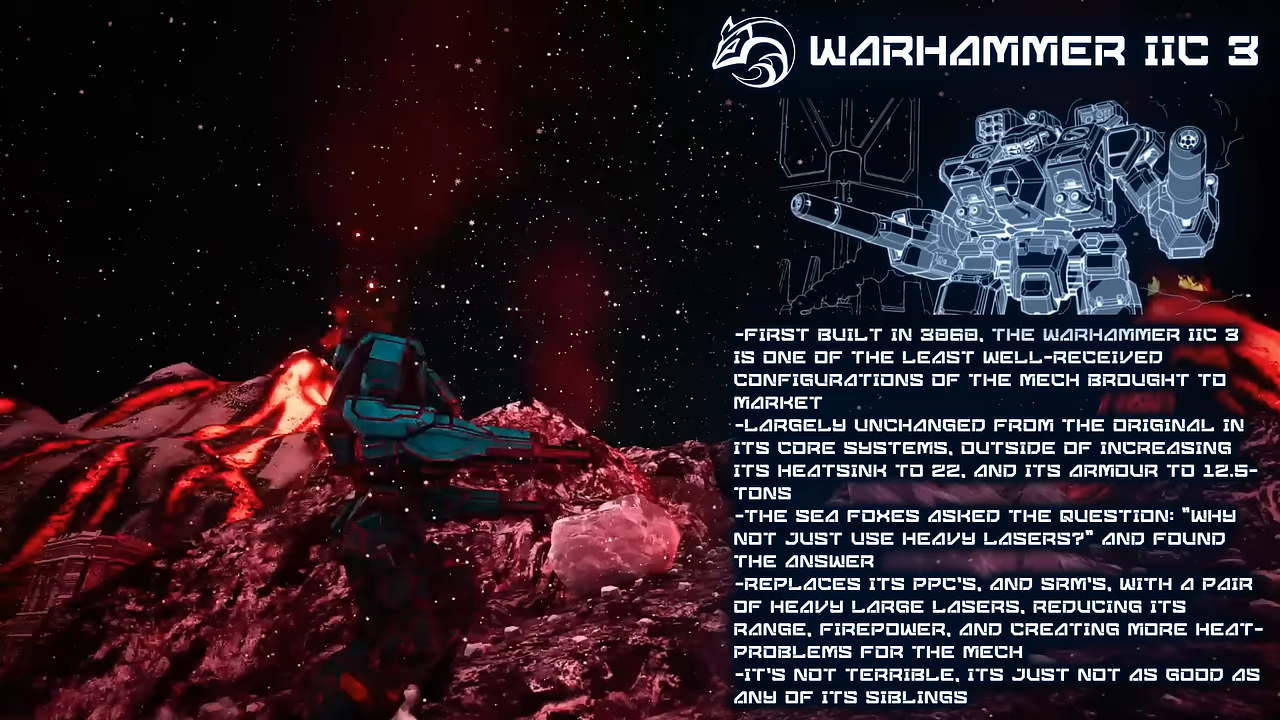 WARHAMMER IIC 3
-FIRST BUILT IN 3060, THE WARHAMMER IIC 3
IS ONE OF THE LEAST WELL-RECEIVED
CONFIGURATIONS OF THE MECH BROUGHT TO
MARKET
-LARGELY UNCHANGED FROM THE ORIGINAL IN
ITS CORE SYSTEMS, OUTSIDE OF INCREASING
ITS HEATSINK TO 22, AND ITS ARMOUR TO 12.5-
TONS
-THE SEA FOXES ASKED THE QUESTION: "WHY
NOT JUST USE HEAVY LASERS?" AND FOUND
THE ANSWER
-REPLACES ITS PPC'S, AND SRM'S, WITH A PAIR
OF HEAVY LARGE LASERS, REDUCING ITS
RANGE, FIREPOWER, AND CREATING MORE HEAT-
PROBLEMS FOR THE MECH
-IT'S NOT TERRIBLE, ITS JUST NOT AS GOOD AS
ANY OF ITS SIBLINGS